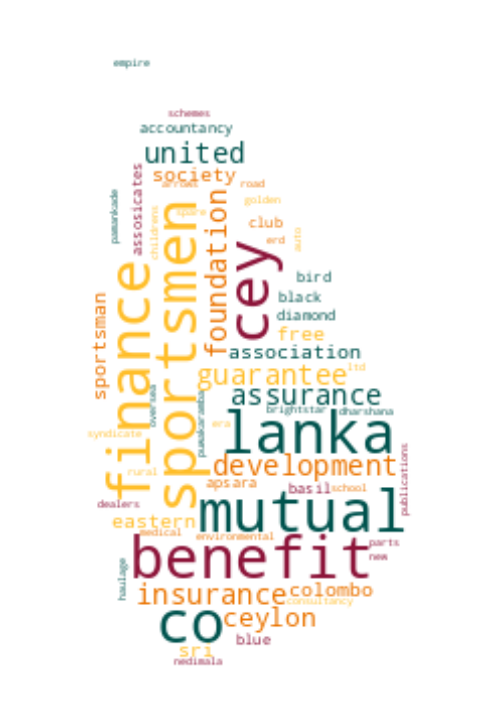 empire
schemes
accountancy
united
society
assosicates
arrows
road
pamankade
childrens
spare
golden
foundation
club
erd
auto
sportsmen
cey
finance
bird
black
diamond
sportsman
free
association
guarantee
ltd
assurance
oversea
pumakaramba
brightstar
dharshana
lanka
era
syndicate
development
rural
apsara
basil
school
publications
dealers
mutual
eastern
medical
environmental
benefit
parts
new
haulage
insurance
colombo
consultancy
co
ceylon
blue
sri
nedimala